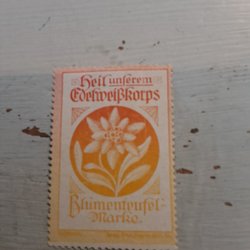 Heil unserem
Edelweißkorps
Blumenteufel-
Marke.